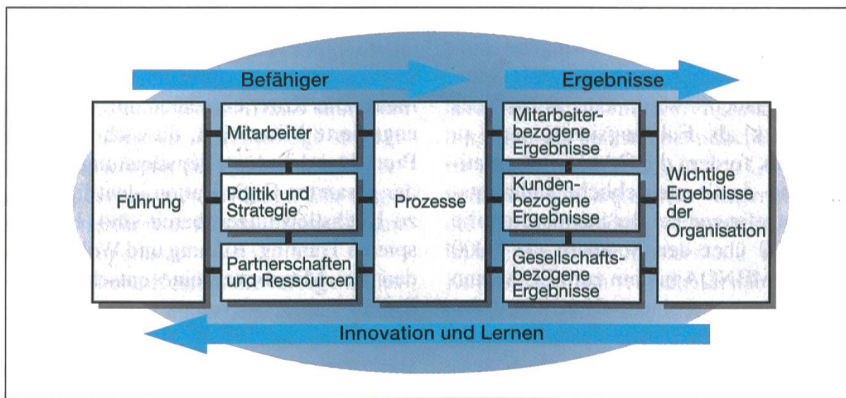 Befähiger
Ergebnisse
Führung
Mitarbeiter
Politik und
Strategie
Partnerschaften
und Ressourcen
Prozesse
Mitarbeiter-
bezogene
Ergebnisse
Kunden-
bezogene
Ergebnisse
Gesellschafts-
bezogene
Ergebnisse
Wichtige
Ergebnisse
der
Organisation
Innovation und Lernen